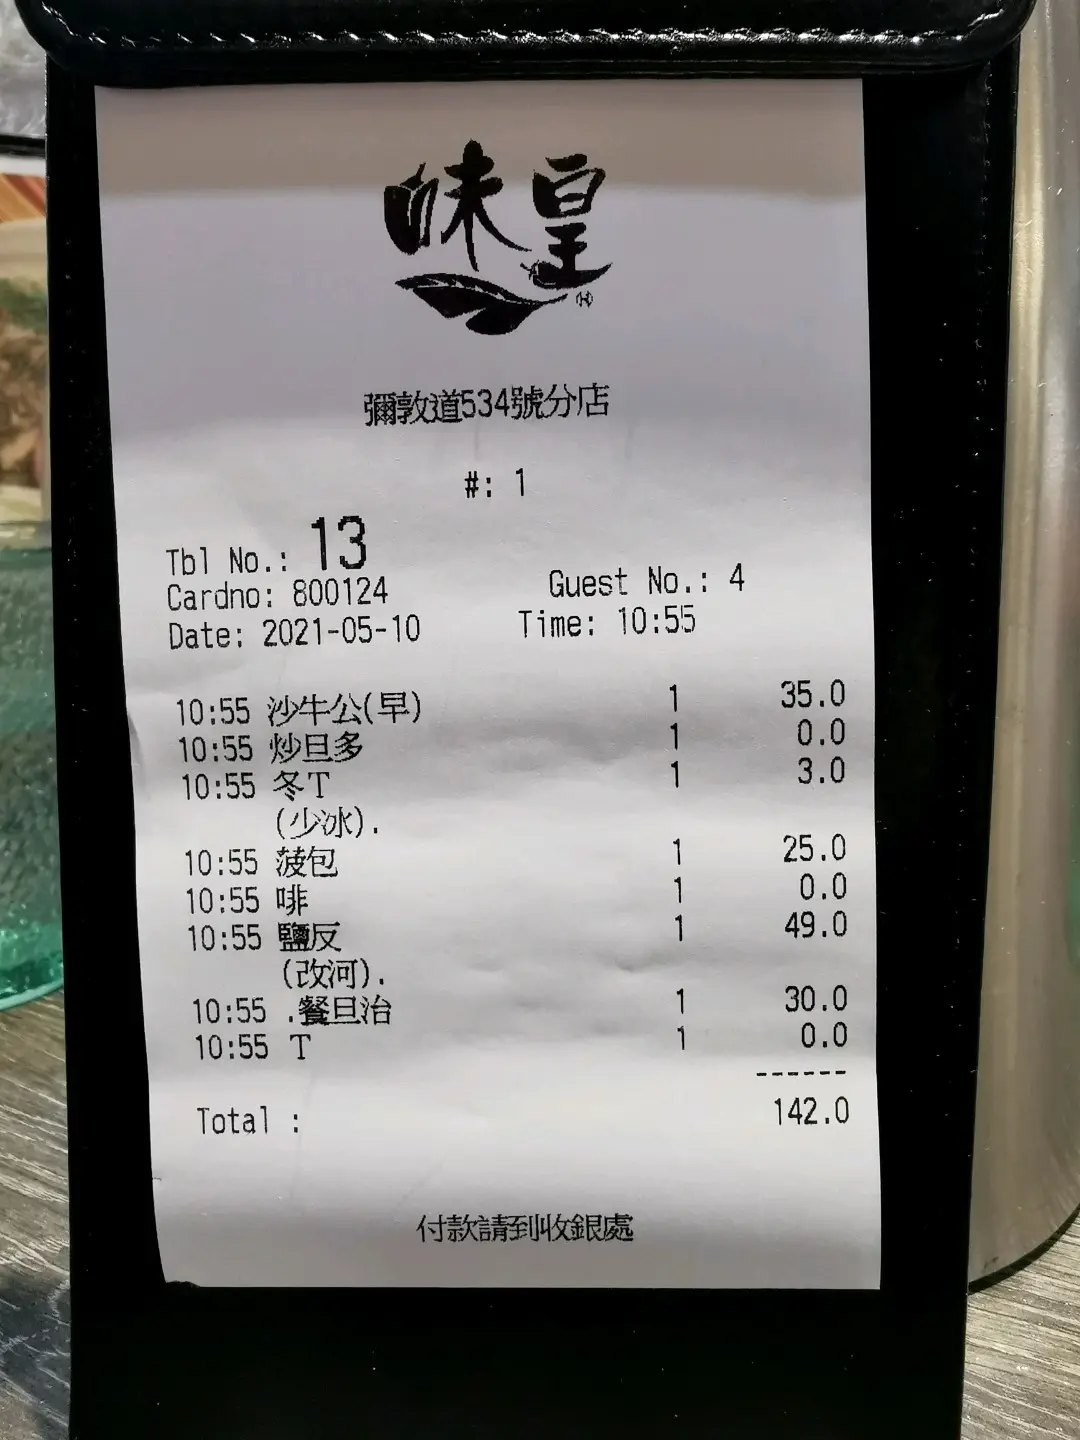 味皇
彌敦道534號分店
#: 1
Tbl No.: 13
Cardno: 800124 Guest No.: 4
Date: 2021-05-10 Time: 10:55
10:55 沙牛公(早) 1 35.0
10:55 炒旦多 1 0.0
10:55 冬T 1 3.0
(少冰).
10:55 菠包 1 25.0
10:55 啡 1 0.0
10:55 鹽反 1 49.0
(改河).
10:55 .餐旦治 1 30.0
10:55 T 1 0.0
------
Total : 142.0
付款請到收銀處